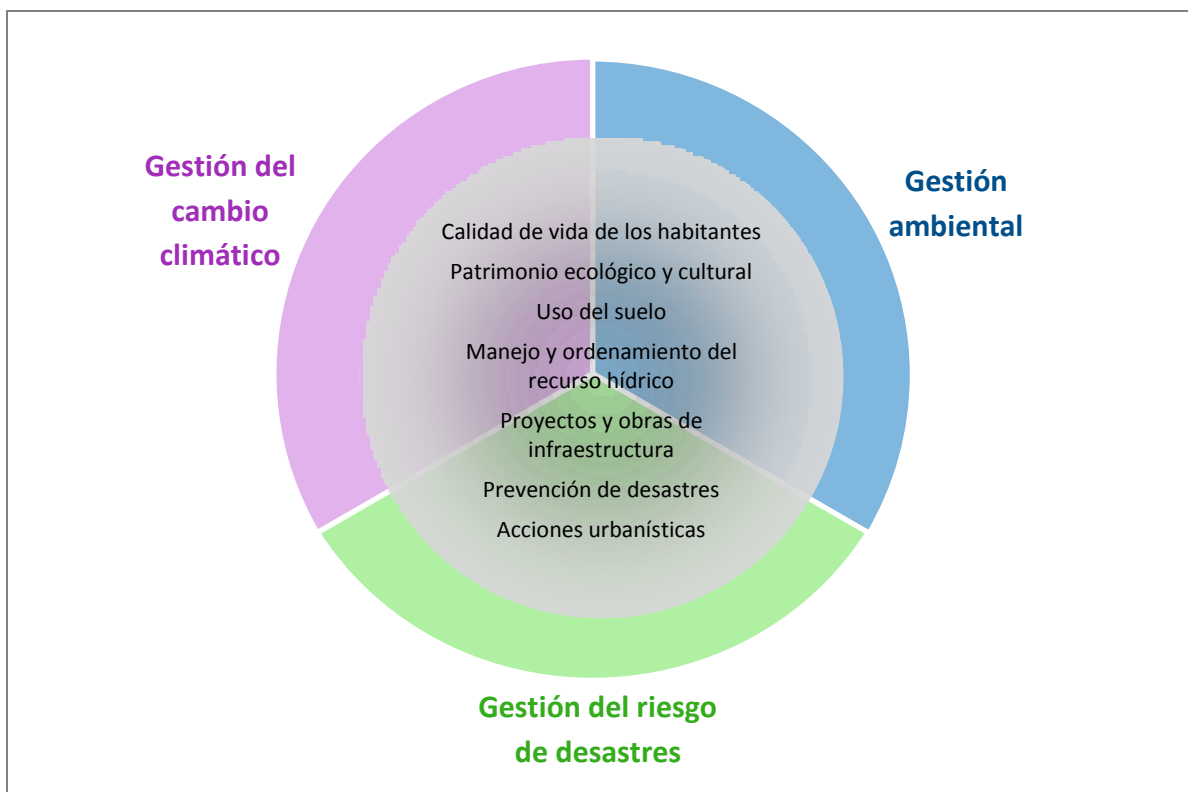 Gestión del
cambio
climático
Gestión
ambiental
Calidad de vida de los habitantes
Patrimonio ecológico y cultural
Uso del suelo
Manejo y ordenamiento del
recurso hídrico
Proyectos y obras de
infraestructura
Prevención de desastres
Acciones urbanísticas
Gestión del riesgo
de desastres